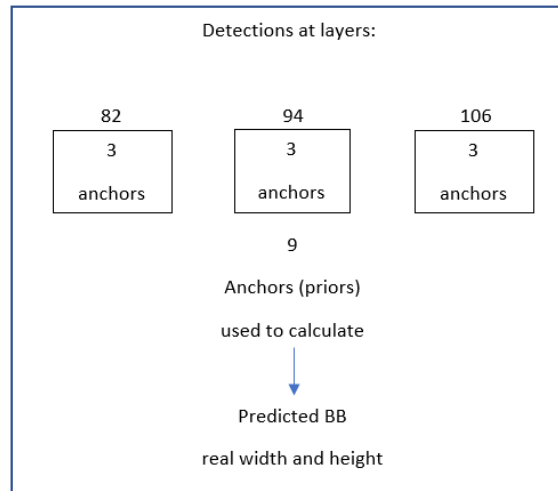 Detections at layers:
82 94 106
3 3 3
anchors anchors anchors
9
Anchors (priors)
used to calculate
Predicted BB
real width and height